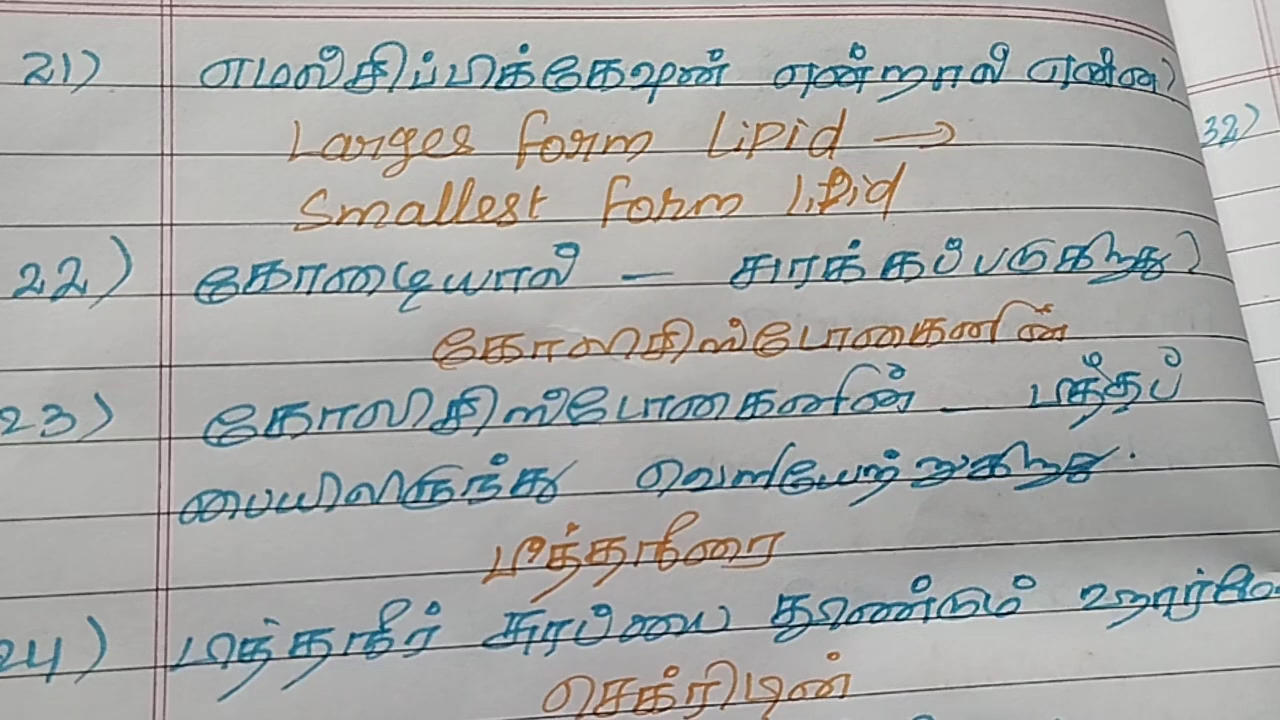 21) எமல்சிப்பிக்கேஷன் என்றால் என்ன?
Larges form Lipid →
Smallest form Lipid
22) கோழையால் — சுரக்கப்படுகிறது?
கோலிசிஸ்டோகைனின்
23) கோலிசிஸ்டோகைனின் – பித்தப்
பையிலிருந்து வெளியேற்றுகிறது.
பித்தநீரை
24) பித்தநீர் சுரப்பியை தூண்டும் ஹார்மோ
செக்ரிடின்
32)